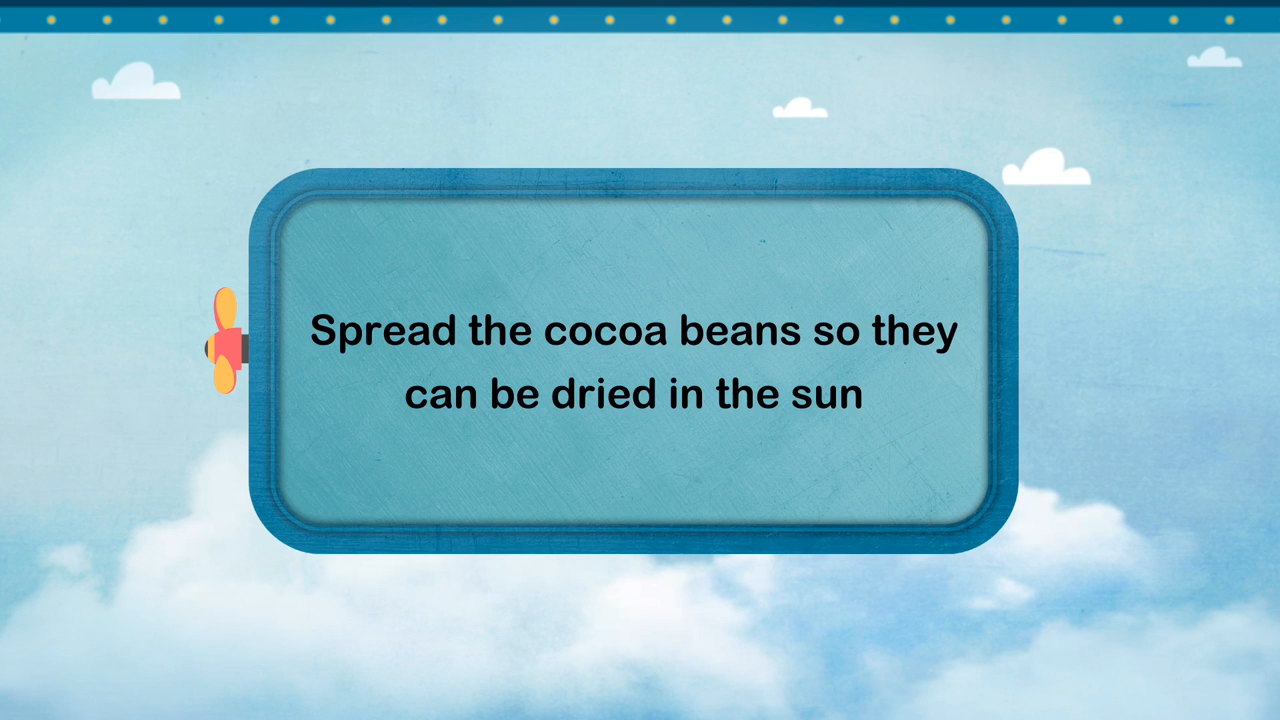 Spread the cocoa beans so they
can be dried in the sun